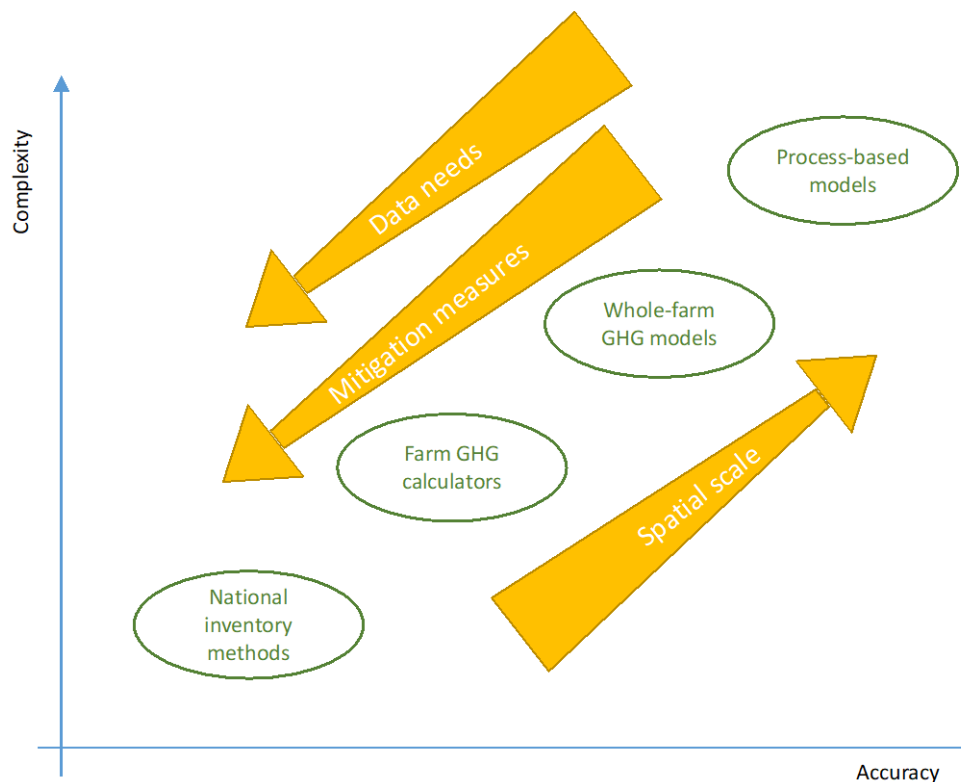 Complexity
Data needs
Process-based
models
Mitigation measures
Whole-farm
GHG models
Farm GHG
calculators
Spatial scale
National
inventory
methods
Accuracy